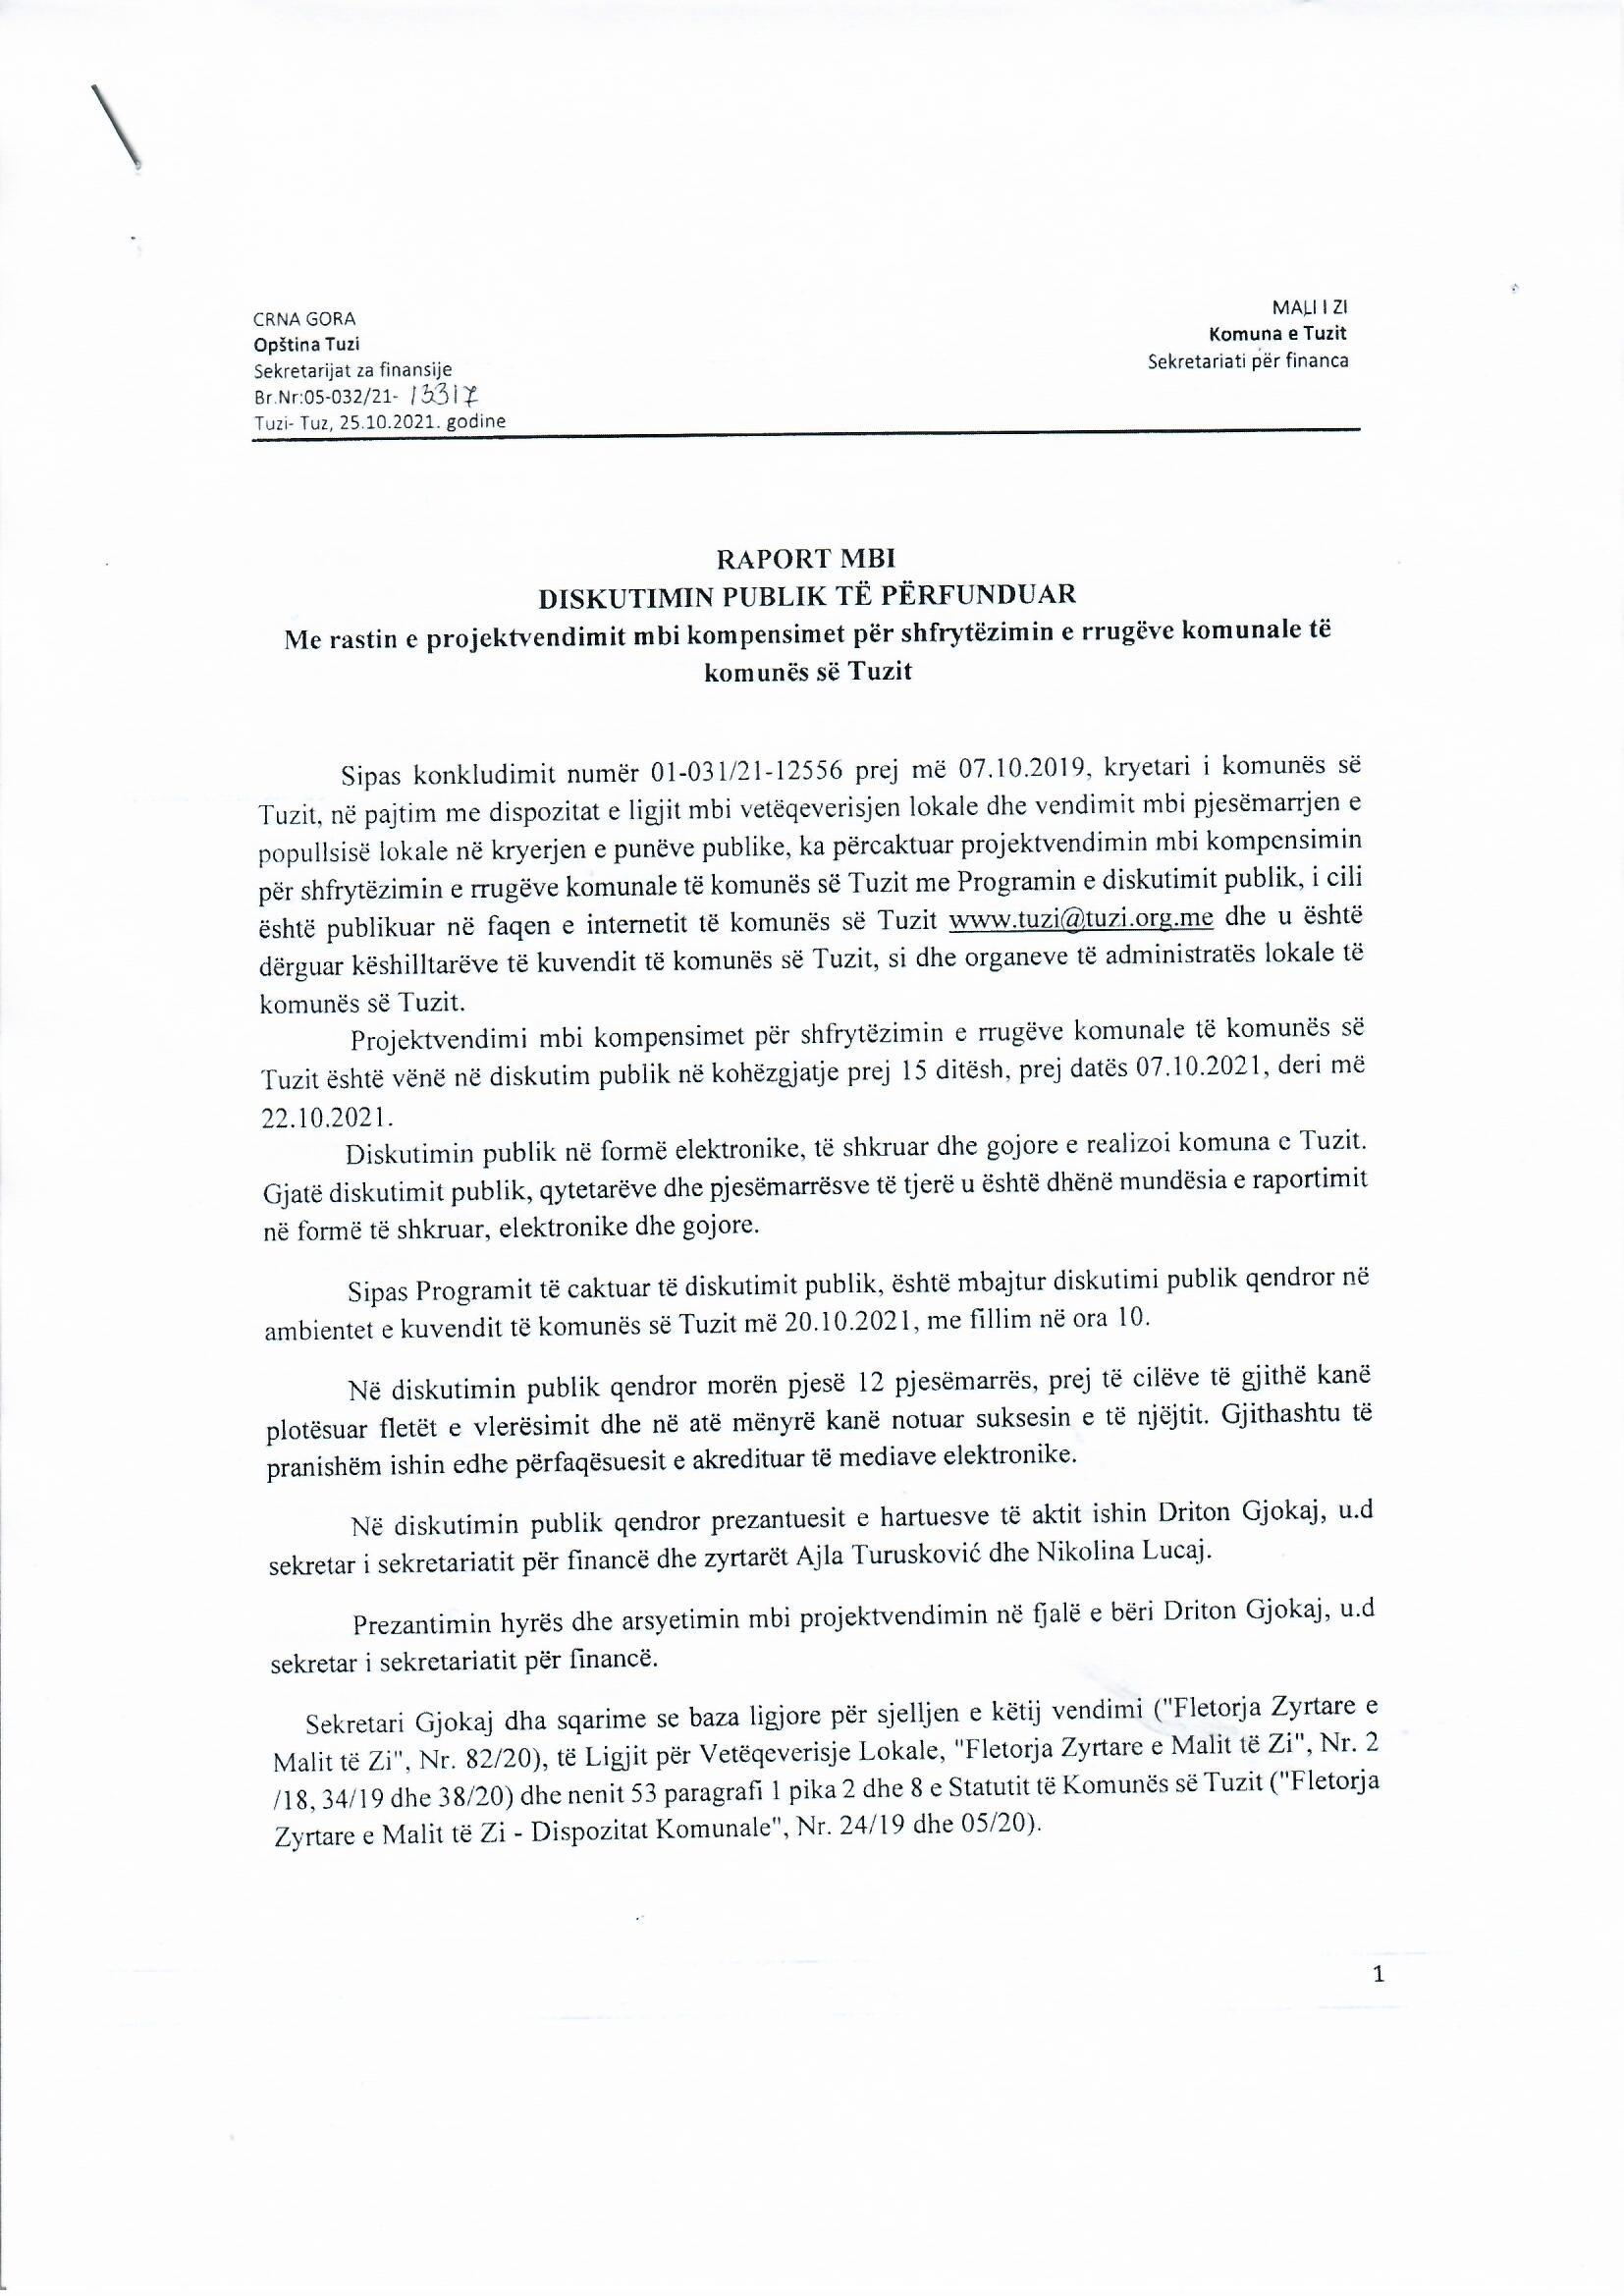 CRNA GORA
Opština Tuzi
Sekretarijat za finansije
Br.Nr:05-032/21- 13317
Tuzi- Tuz, 25.10.2021. godine
MALI I ZI
Komuna e Tuzit
Sekretariati për financa
RAPORT MBI
DISKUTIMIN PUBLIK TË PËRFUNDUAR
Me rastin e projektvendimit mbi kompensimet për shfrytëzimin e rrugëve komunale të
komunës së Tuzit
Sipas konkludimit numër 01-031/21-12556 prej më 07.10.2019, kryetari i komunës së
Tuzit, në pajtim me dispozitat e ligjit mbi vetëqeverisjen lokale dhe vendimit mbi pjesëmarrjen e
popullsisë lokale në kryerjen e punëve publike, ka përcaktuar projektvendimin mbi kompensimin
për shfrytëzimin e rrugëve komunale të komunës së Tuzit me Programin e diskutimit publik, i cili
është publikuar në faqen e internetit të komunës së Tuzit www.tuzi@tuzi.org.me dhe u është
dërguar këshilltarëve të kuvendit të komunës së Tuzit, si dhe organeve të administratës lokale të
komunës së Tuzit.
Projektvendimi mbi kompensimet për shfrytëzimin e rrugëve komunale të komunës së
Tuzit është vënë në diskutim publik në kohëzgjatje prej 15 ditësh, prej datës 07.10.2021, deri më
22.10.2021.
Diskutimin publik në formë elektronike, të shkruar dhe gojore e realizoi komuna e Tuzit.
Gjatë diskutimit publik, qytetarëve dhe pjesëmarrësve të tjerë u është dhënë mundësia e raportimit
në formë të shkruar, elektronike dhe gojore.
Sipas Programit të caktuar të diskutimit publik, është mbajtur diskutimi publik qendror në
ambientet e kuvendit të komunës së Tuzit më 20.10.2021, me fillim në ora 10.
Në diskutimin publik qendror morën pjesë 12 pjesëmarrës, prej të cilëve të gjithë kanë
plotësuar fletët e vlerësimit dhe në atë mënyrë kanë notuar suksesin e të njëjtit. Gjithashtu të
pranishëm ishin edhe përfaqësuesit e akredituar të mediave elektronike.
Në diskutimin publik qendror prezantuesit e hartuesve të aktit ishin Driton Gjokaj, u.d
sekretar i sekretariatit për financë dhe zyrtarët Ajla Turusković dhe Nikolina Lucaj.
Prezantimin hyrës dhe arsyetimin mbi projektvendimin në fjalë e bëri Driton Gjokaj, u.d
sekretar i sekretariatit për financë.
Sekretari Gjokaj dha sqarime se baza ligjore për sjelljen e këtij vendimi ("Fletorja Zyrtare e
Malit të Zi", Nr. 82/20), të Ligjit për Vetëqeverisje Lokale, "Fletorja Zyrtare e Malit të Zi", Nr. 2
/18, 34/19 dhe 38/20) dhe nenit 53 paragrafi 1 pika 2 dhe 8 e Statutit të Komunës së Tuzit ("Fletorja
Zyrtare e Malit të Zi - Dispozitat Komunale", Nr. 24/19 dhe 05/20).
1